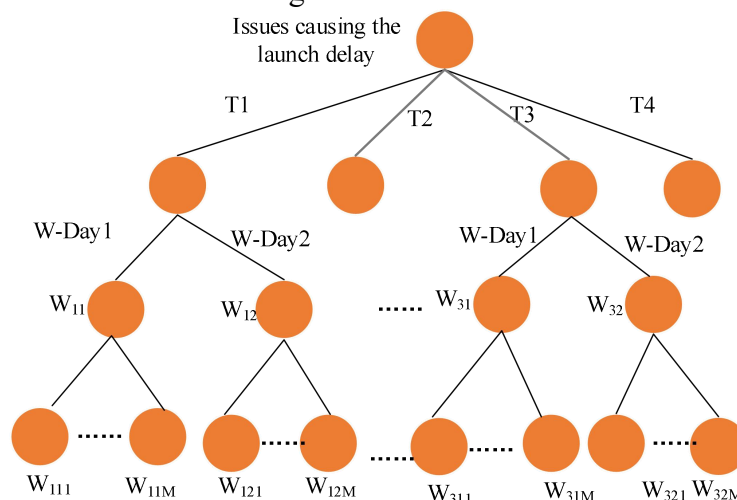 Issues causing the
launch delay
T1
T2
T3
T4
W-Day1
W-Day2
W-Day1
W-Day2
W11
W12
......
W31
W32
......
......
......
......
......
W111
W11M
W121
W12M
W311
W31M
W321
W32M